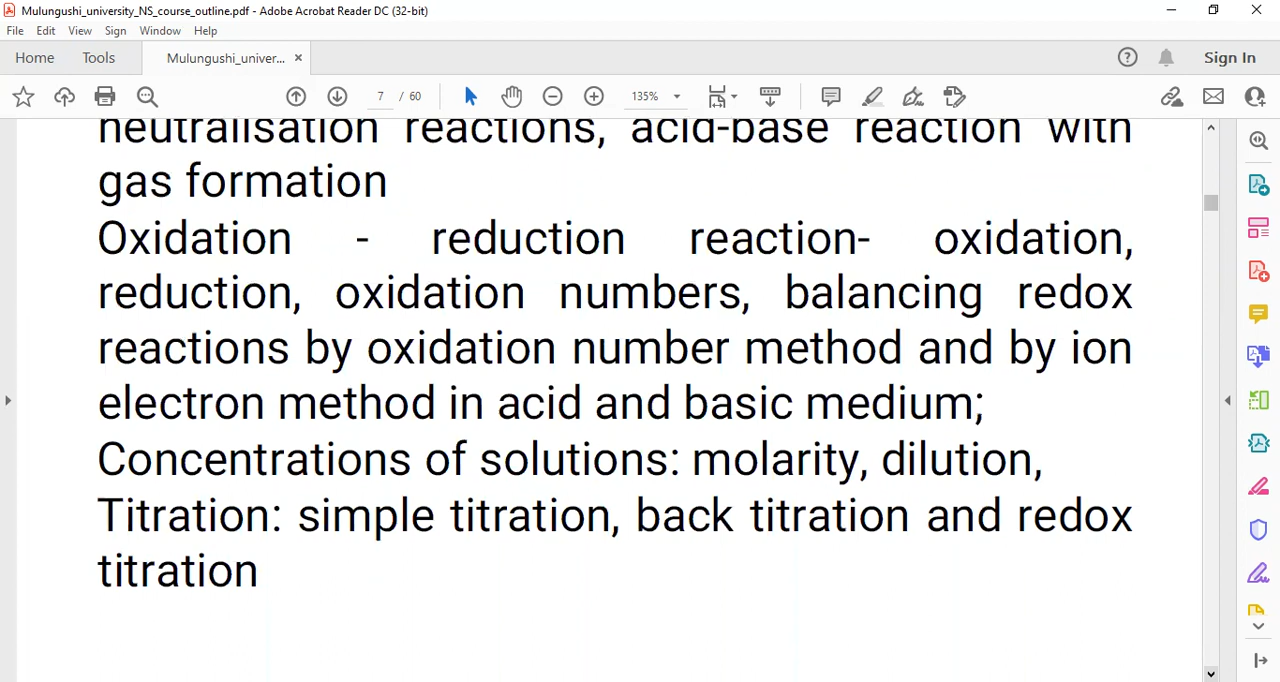 Mulungushi_university_NS_course_outline.pdf - Adobe Acrobat Reader DC (32-bit)
File Edit View Sign Window Help
Home Tools Mulungushi_univer... × Sign In
7 / 60 135%
neutralisation reactions, acid-base reaction with
gas formation
Oxidation - reduction reaction- oxidation,
reduction, oxidation numbers, balancing redox
reactions by oxidation number method and by ion
electron method in acid and basic medium;
Concentrations of solutions: molarity, dilution,
Titration: simple titration, back titration and redox
titration